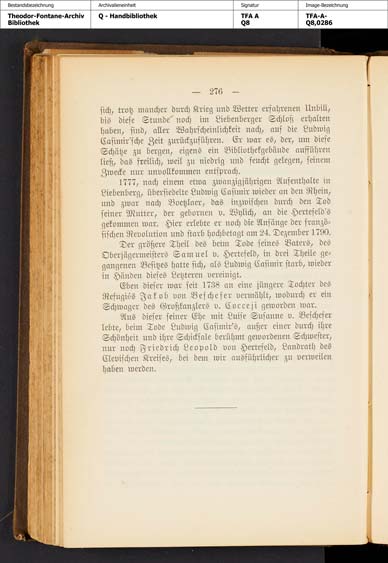 Bestandsbezeichnung
Archivalieneinheit
Signatur
Image-Bezeichnung
Theodor-Fontane-Archiv
Bibliothek
Q - Handbibliothek
TFA A
Q8
TFA-A-
Q8,0286
— 276 —
sich, trotz mancher durch Krieg und Wetter erfahrenen Unbill,
bis diese Stunde noch im Liebenberger Schloß erhalten
haben, sind, aller Wahrscheinlichkeit nach, auf die Ludwig
Casimir'sche Zeit zurückzuführen. Er war es, der, um diese
Schätze zu bergen, eigens ein Bibliothekgebäude aufführen
ließ, das freilich, weil zu niedrig und feucht gelegen, seinem
Zwecke nur unvollkommen entsprach.
1777, nach einem etwa zwanzigjährigen Aufenthalte in
Liebenberg, übersiedelte Ludwig Casimir wieder an den Rhein,
und zwar nach Boetzlaer, das inzwischen durch den Tod
seiner Mutter, der gebornen v. Wylich, an die Hertefeld's
gekommen war. Hier erlebte er noch die Anfänge der franzö-
sischen Revolution und starb hochbetagt am 24. Dezember 1790.
Der größere Theil des beim Tode seines Vaters, des
Oberjägermeisters Samuel v. Hertefeld, in drei Theile ge-
gangenen Besitzes hatte sich, als Ludwig Casimir starb, wieder
in Händen dieses Letzteren vereinigt.
Eben dieser war seit 1738 an eine jüngere Tochter des
Refugiés Jakob von Beschefer vermählt, wodurch er ein
Schwager des Großkanzlers v. Cocceji geworden war.
Aus dieser seiner Ehe mit Luise Susanne v. Beschefer
lebte, beim Tode Ludwig Casimir's, außer einer durch ihre
Schönheit und ihre Schicksale berühmt gewordenen Schwester,
nur noch Friedrich Leopold von Hertefeld, Landrath des
Clevischen Kreises, bei dem wir ausführlicher zu verweilen
haben werden.